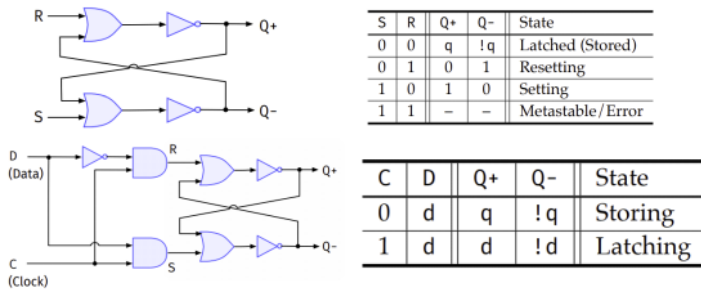 R
Q+
S
Q-
S R Q+ Q- State
0 0 q !q Latched (Stored)
0 1 0 1 Resetting
1 0 1 0 Setting
1 1 – – Metastable/Error
D
(Data)
R
Q+
Q-
S
C
(Clock)
C D Q+ Q- State
0 d q !q Storing
1 d d !d Latching